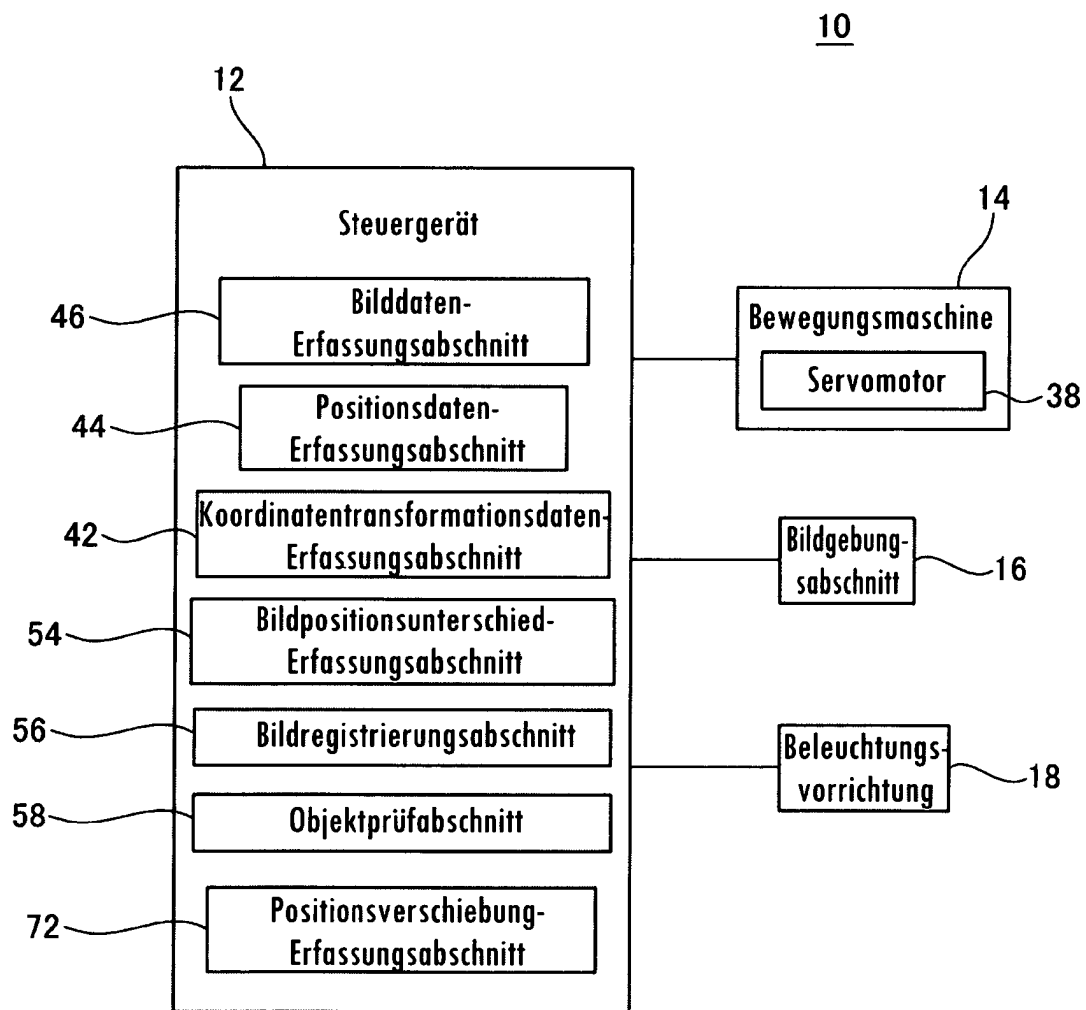 10
12
Steuergerät
14
46
Bilddaten-
Erfassungsabschnitt
Bewegungsmaschine
Servomotor
38
44
Positionsdaten-
Erfassungsabschnitt
42
Koordinatentransformationsdaten-
Erfassungsabschnitt
Bildgebung-
sabschnitt
16
54
Bildpositionsunterschied-
Erfassungsabschnitt
56
Bildregistrierungsabschnitt
Beleuchtungs-
vorrichtung
18
58
Objektprüfabschnitt
72
Positionsverschiebung-
Erfassungsabschnitt